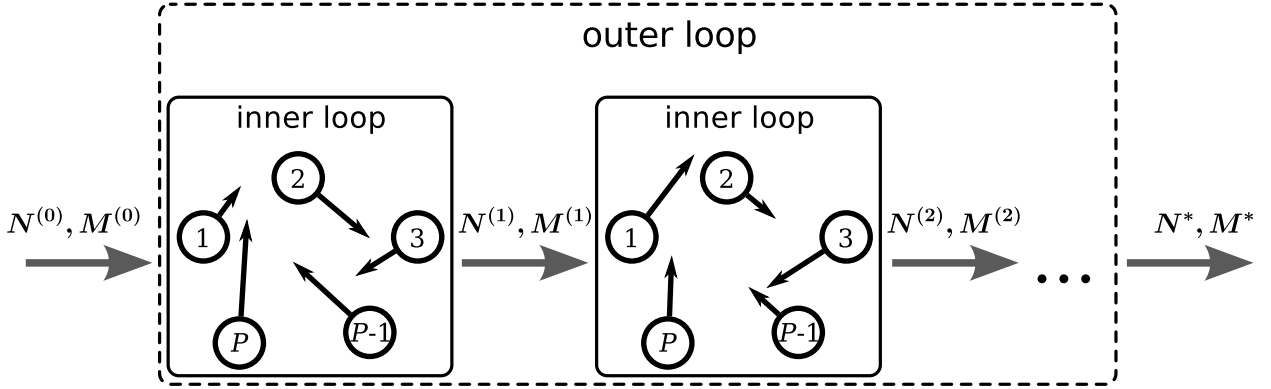 outer loop
inner loop
inner loop
2
2
N^(0), M^(0)
1
3
N^(1), M^(1)
1
3
N^(2), M^(2)
N*, M*
...
P
P-1
P
P-1